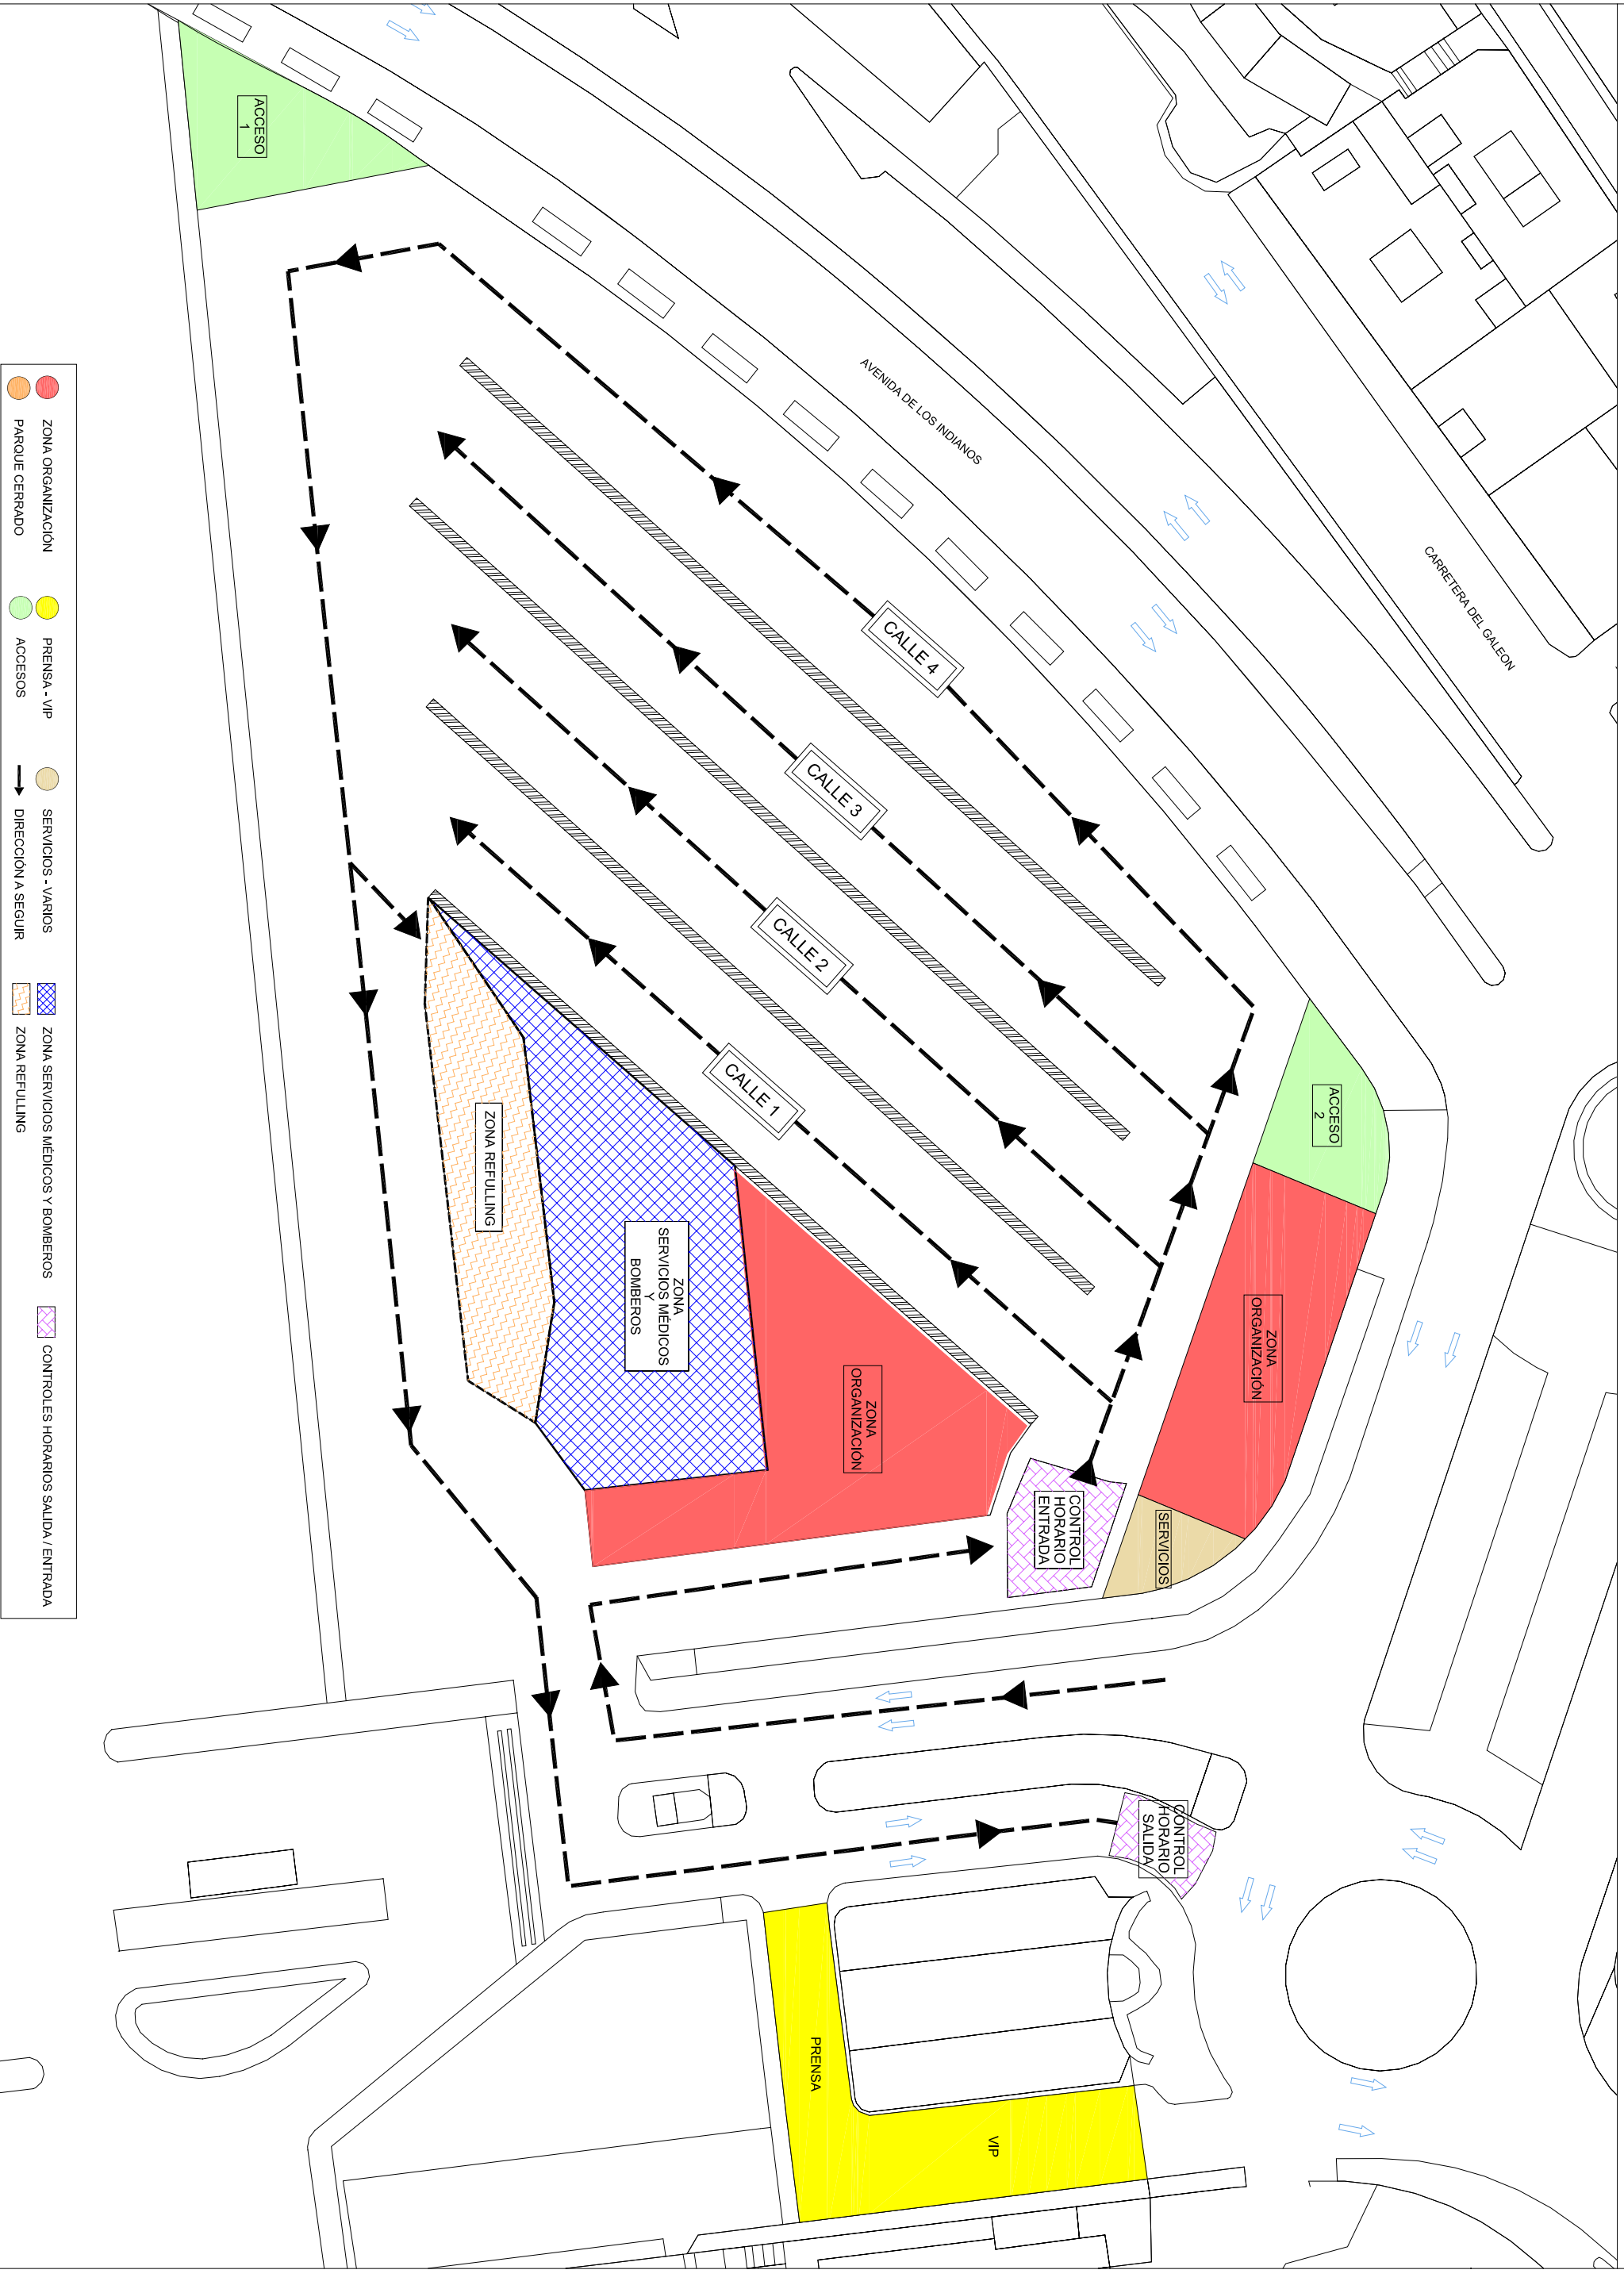 ACCESO
1
AVENIDA DE LOS INDIANOS
CARRETERA DEL GALEON
CALLE 4
CALLE 3
CALLE 2
CALLE 1
ACCESO
2
ZONA
ORGANIZACIÓN
SERVICIOS
CONTROL
HORARIO
ENTRADA
ZONA
ORGANIZACIÓN
ZONA
SERVICIOS MÉDICOS
Y
BOMBEROS
ZONA REFULLING
CONTROL
HORARIO
SALIDA
PRENSA
VIP
ZONA ORGANIZACIÓN
PRENSA - VIP
SERVICIOS - VARIOS
ZONA SERVICIOS MÉDICOS Y BOMBEROS
CONTROLES HORARIOS SALIDA / ENTRADA
PARQUE CERRADO
ACCESOS
DIRECCIÓN A SEGUIR
ZONA REFULLING